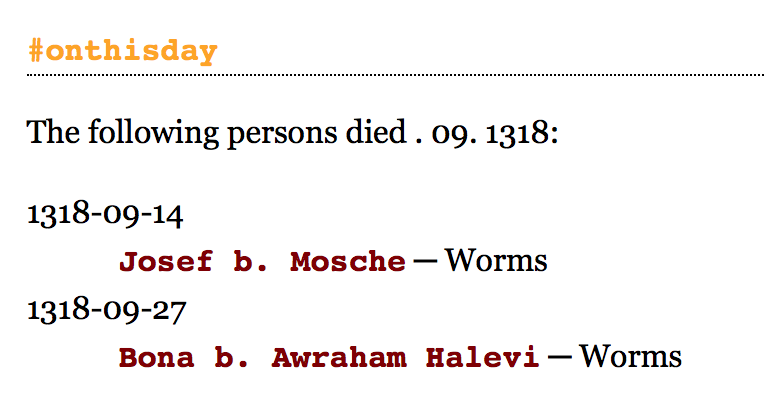 #onthisday
The following persons died . 09. 1318:
1318-09-14
Josef b. Mosche — Worms
1318-09-27
Bona b. Awraham Halevi — Worms